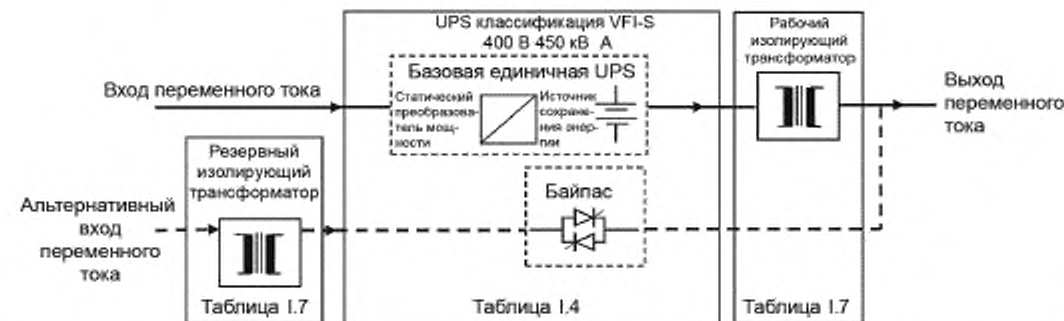 UPS классификация VFI-S
400 В 450 кВ А
Базовая единичная UPS
Статический
преобразова-
тель мощ-
ности
Источник
сохране-
ния энер-
гии
Рабочий
изолирующий
трансформатор
Вход переменного тока
Выход
переменного
тока
Резервный
изолирующий
трансформатор
Альтернативный
вход
переменного
тока
Байпас
Таблица I.7
Таблица I.4
Таблица I.7